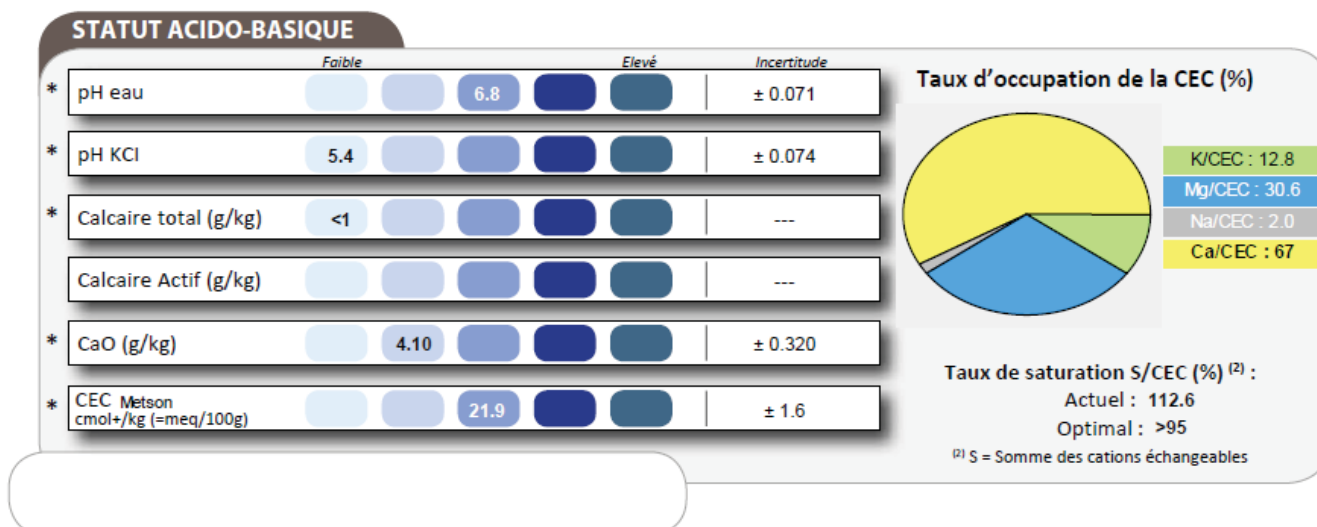 STATUT ACIDO-BASIQUE
Faible Elevé Incertitude
* pH eau 6.8 ± 0.071
* pH KCl 5.4 ± 0.074
* Calcaire total (g/kg) <1 ---
Calcaire Actif (g/kg) ---
* CaO (g/kg) 4.10 ± 0.320
* CEC Metson
cmol+/kg (=meq/100g) 21.9 ± 1.6
Taux d'occupation de la CEC (%)
K/CEC : 12.8
Mg/CEC : 30.6
Na/CEC : 2.0
Ca/CEC : 67
Taux de saturation S/CEC (%) (2) :
Actuel : 112.6
Optimal : >95
(2) S = Somme des cations échangeables